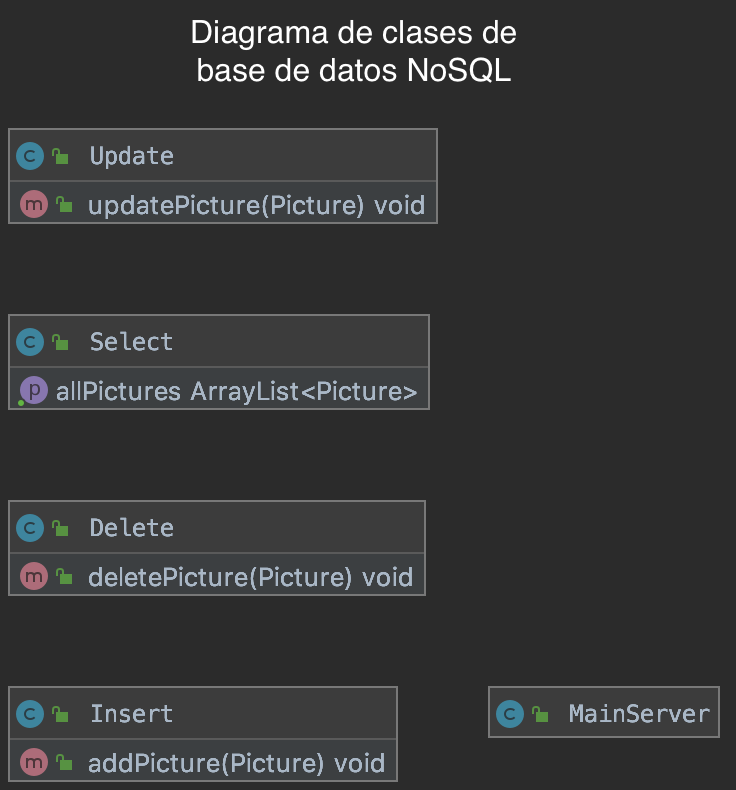 Diagrama de clases de
base de datos NoSQL
C Update
m updatePicture(Picture) void
C Select
p allPictures ArrayList<Picture>
C Delete
m deletePicture(Picture) void
C Insert
m addPicture(Picture) void
C MainServer